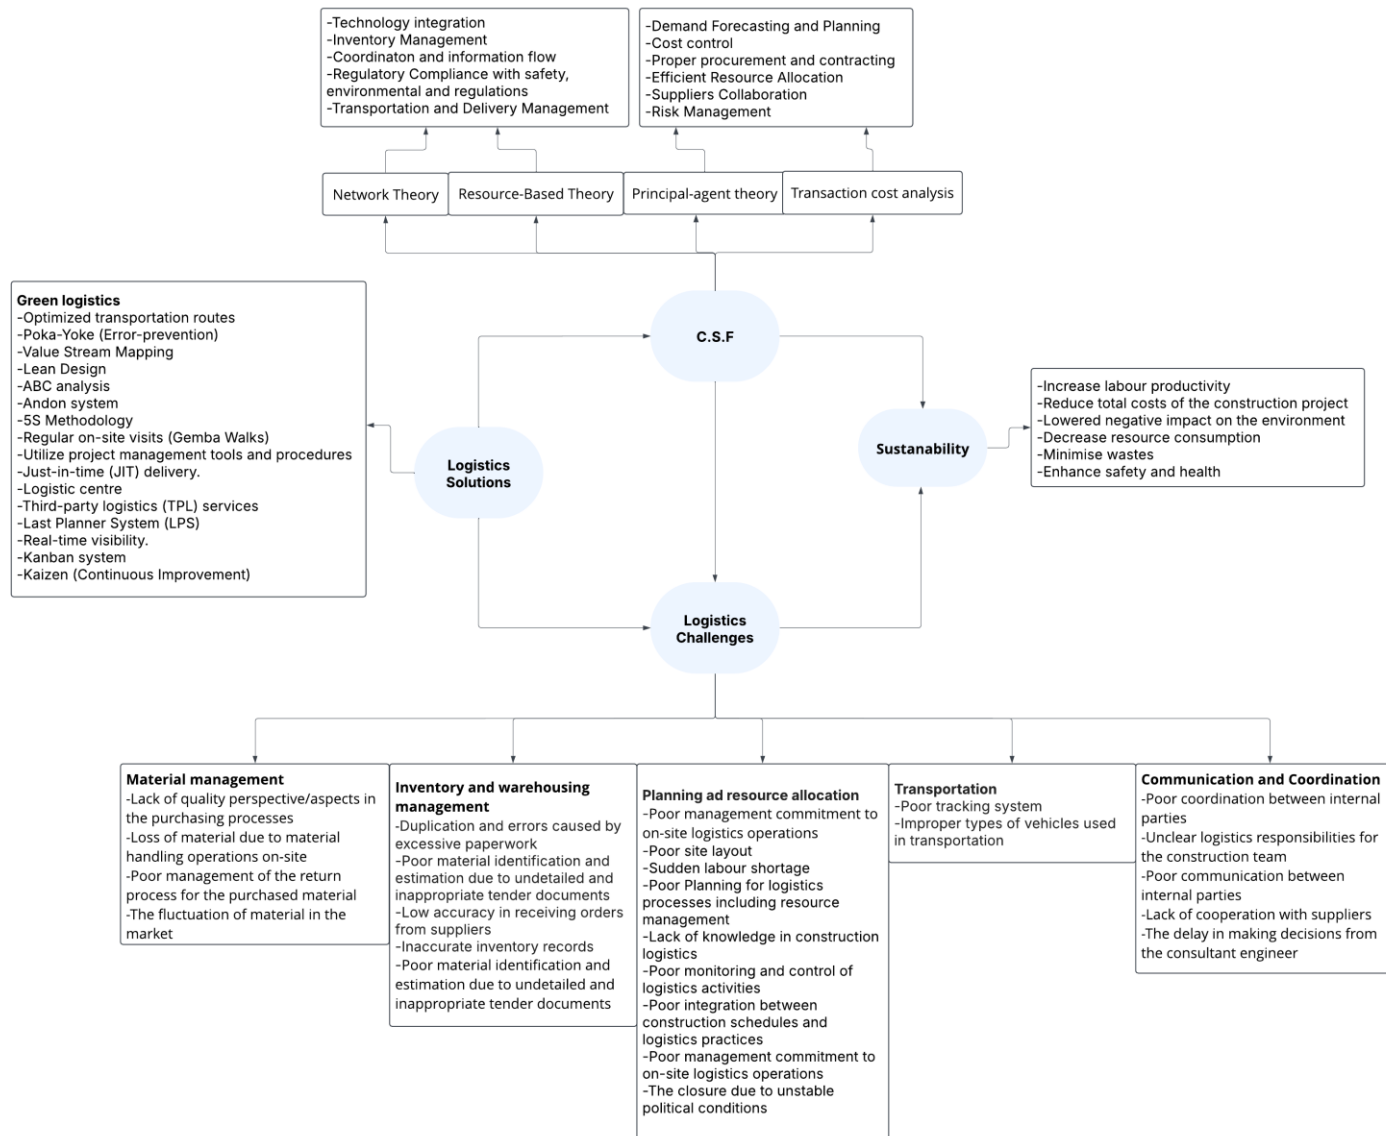 -Technology integration
-Inventory Management
-Coordinaton and information flow
-Regulatory Compliance with safety,
environmental and regulations
-Transportation and Delivery Management
-Demand Forecasting and Planning
-Cost control
-Proper procurement and contracting
-Efficient Resource Allocation
-Suppliers Collaboration
-Risk Management
Network Theory
Resource-Based Theory
Principal-agent theory
Transaction cost analysis
Green logistics
-Optimized transportation routes
-Poka-Yoke (Error-prevention)
-Value Stream Mapping
-Lean Design
-ABC analysis
-Andon system
-5S Methodology
-Regular on-site visits (Gemba Walks)
-Utilize project management tools and procedures
-Just-in-time (JIT) delivery.
-Logistic centre
-Third-party logistics (TPL) services
-Last Planner System (LPS)
-Real-time visibility.
-Kanban system
-Kaizen (Continuous Improvement)
C.S.F
Logistics
Solutions
Sustanability
-Increase labour productivity
-Reduce total costs of the construction project
-Lowered negative impact on the environment
-Decrease resource consumption
-Minimise wastes
-Enhance safety and health
Logistics
Challenges
Material management
-Lack of quality perspective/aspects in
the purchasing processes
-Loss of material due to material
handling operations on-site
-Poor management of the return
process for the purchased material
-The fluctuation of material in the
market
Inventory and warehousing
management
-Duplication and errors caused by
excessive paperwork
-Poor material identification and
estimation due to undetailed and
inappropriate tender documents
-Low accuracy in receiving orders
from suppliers
-Inaccurate inventory records
-Poor material identification and
estimation due to undetailed and
inappropriate tender documents
Planning ad resource allocation
-Poor management commitment to
on-site logistics operations
-Poor site layout
-Sudden labour shortage
-Poor Planning for logistics
processes including resource
management
-Lack of knowledge in construction
logistics
-Poor monitoring and control of
logistics activities
-Poor integration between
construction schedules and
logistics practices
-Poor management commitment to
on-site logistics operations
-The closure due to unstable
political conditions
Transportation
-Poor tracking system
-Improper types of vehicles used
in transportation
Communication and Coordination
-Poor coordination between internal
parties
-Unclear logistics responsibilities for
the construction team
-Poor communication between
internal parties
-Lack of cooperation with suppliers
-The delay in making decisions from
the consultant engineer